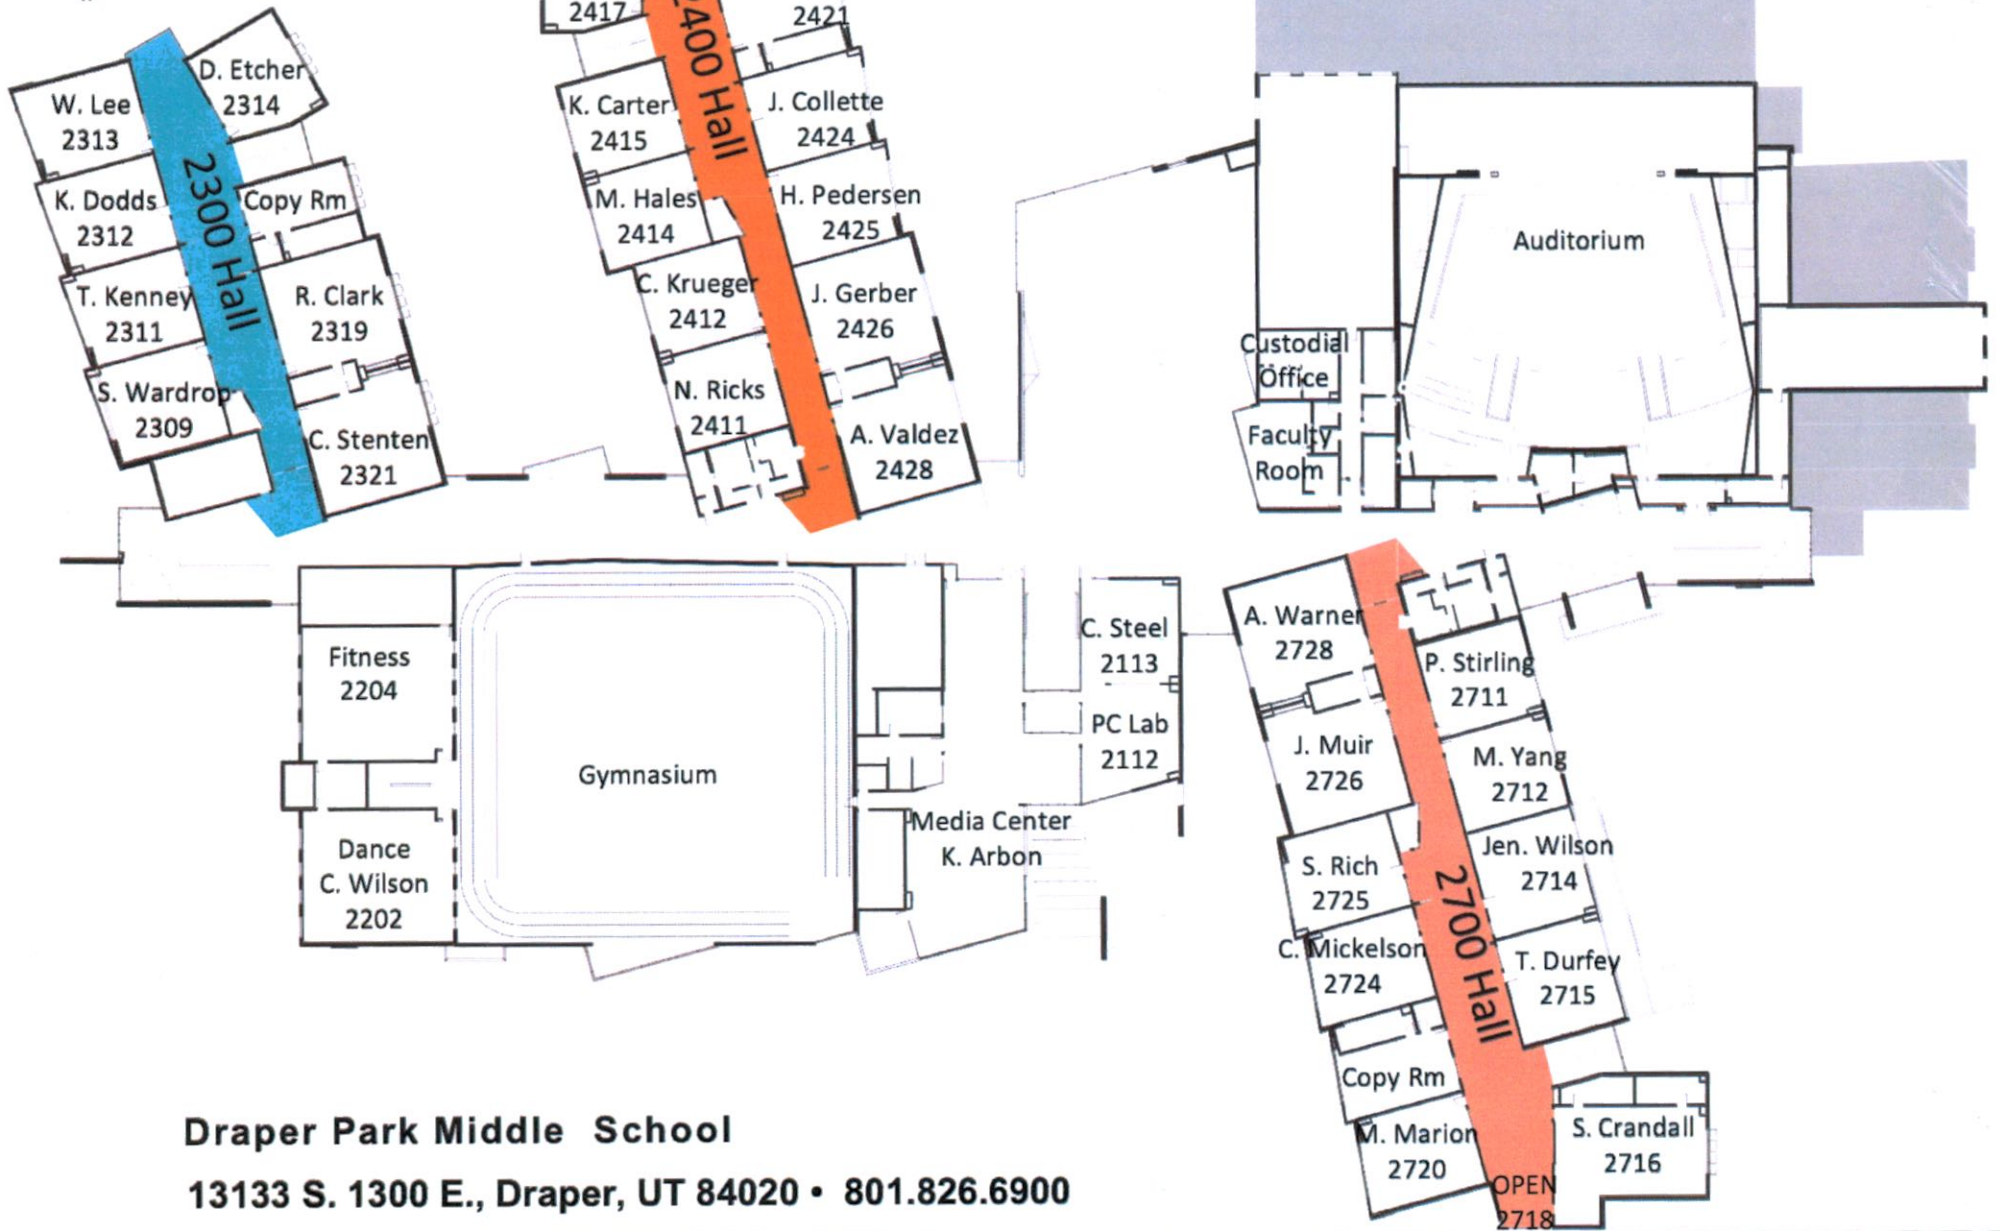 2417
2400 Hall
2421
D. Etcher
2314
W. Lee
2313
2300 Hall
K. Dodds
2312
Copy Rm
T. Kenney
2311
R. Clark
2319
S. Wardrop
2309
C. Stenten
2321
K. Carter
2415
J. Collette
2424
M. Hales
2414
H. Pedersen
2425
C. Krueger
2412
J. Gerber
2426
N. Ricks
2411
A. Valdez
2428
Auditorium
Custodial
Office
Faculty
Room
Fitness
2204
Gymnasium
Dance
C. Wilson
2202
C. Steel
2113
PC Lab
2112
Media Center
K. Arbon
A. Warner
2728
P. Stirling
2711
J. Muir
2726
M. Yang
2712
S. Rich
2725
Jen. Wilson
2714
2700 Hall
C. Mickelson
2724
T. Durfey
2715
Copy Rm
M. Marion
2720
S. Crandall
2716
OPEN
2718
Draper Park Middle School
13133 S. 1300 E., Draper, UT 84020 • 801.826.6900